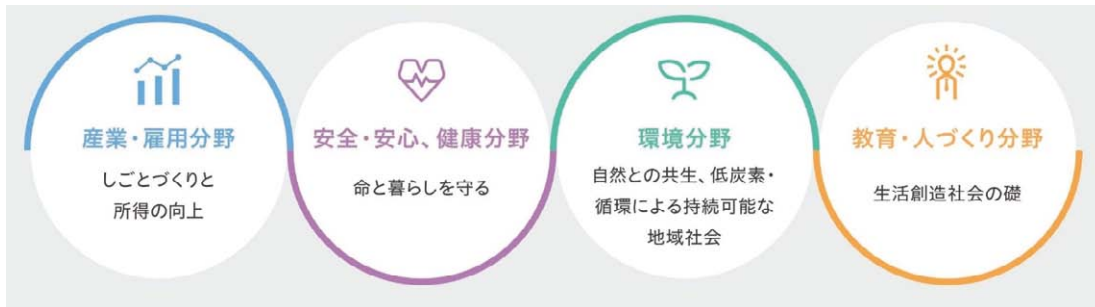 産業・雇用分野
しごとづくりと
所得の向上
安全・安心、健康分野
命と暮らしを守る
環境分野
自然との共生、低炭素・
循環による持続可能な
地域社会
教育・人づくり分野
生活創造社会の礎